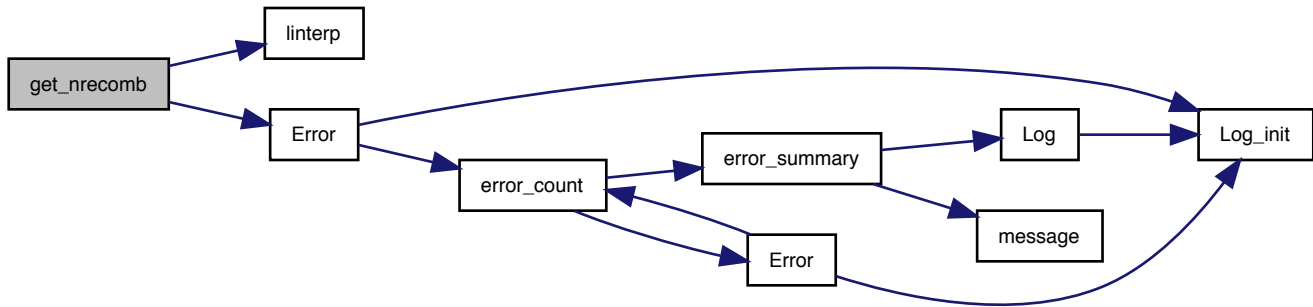 linterp
get_nrecomb
Error
error_count
error_summary
Log
Log_init
message
Error